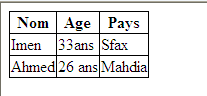 Nom Age Pays
Imen 33ans Sfax
Ahmed 26 ans Mahdia